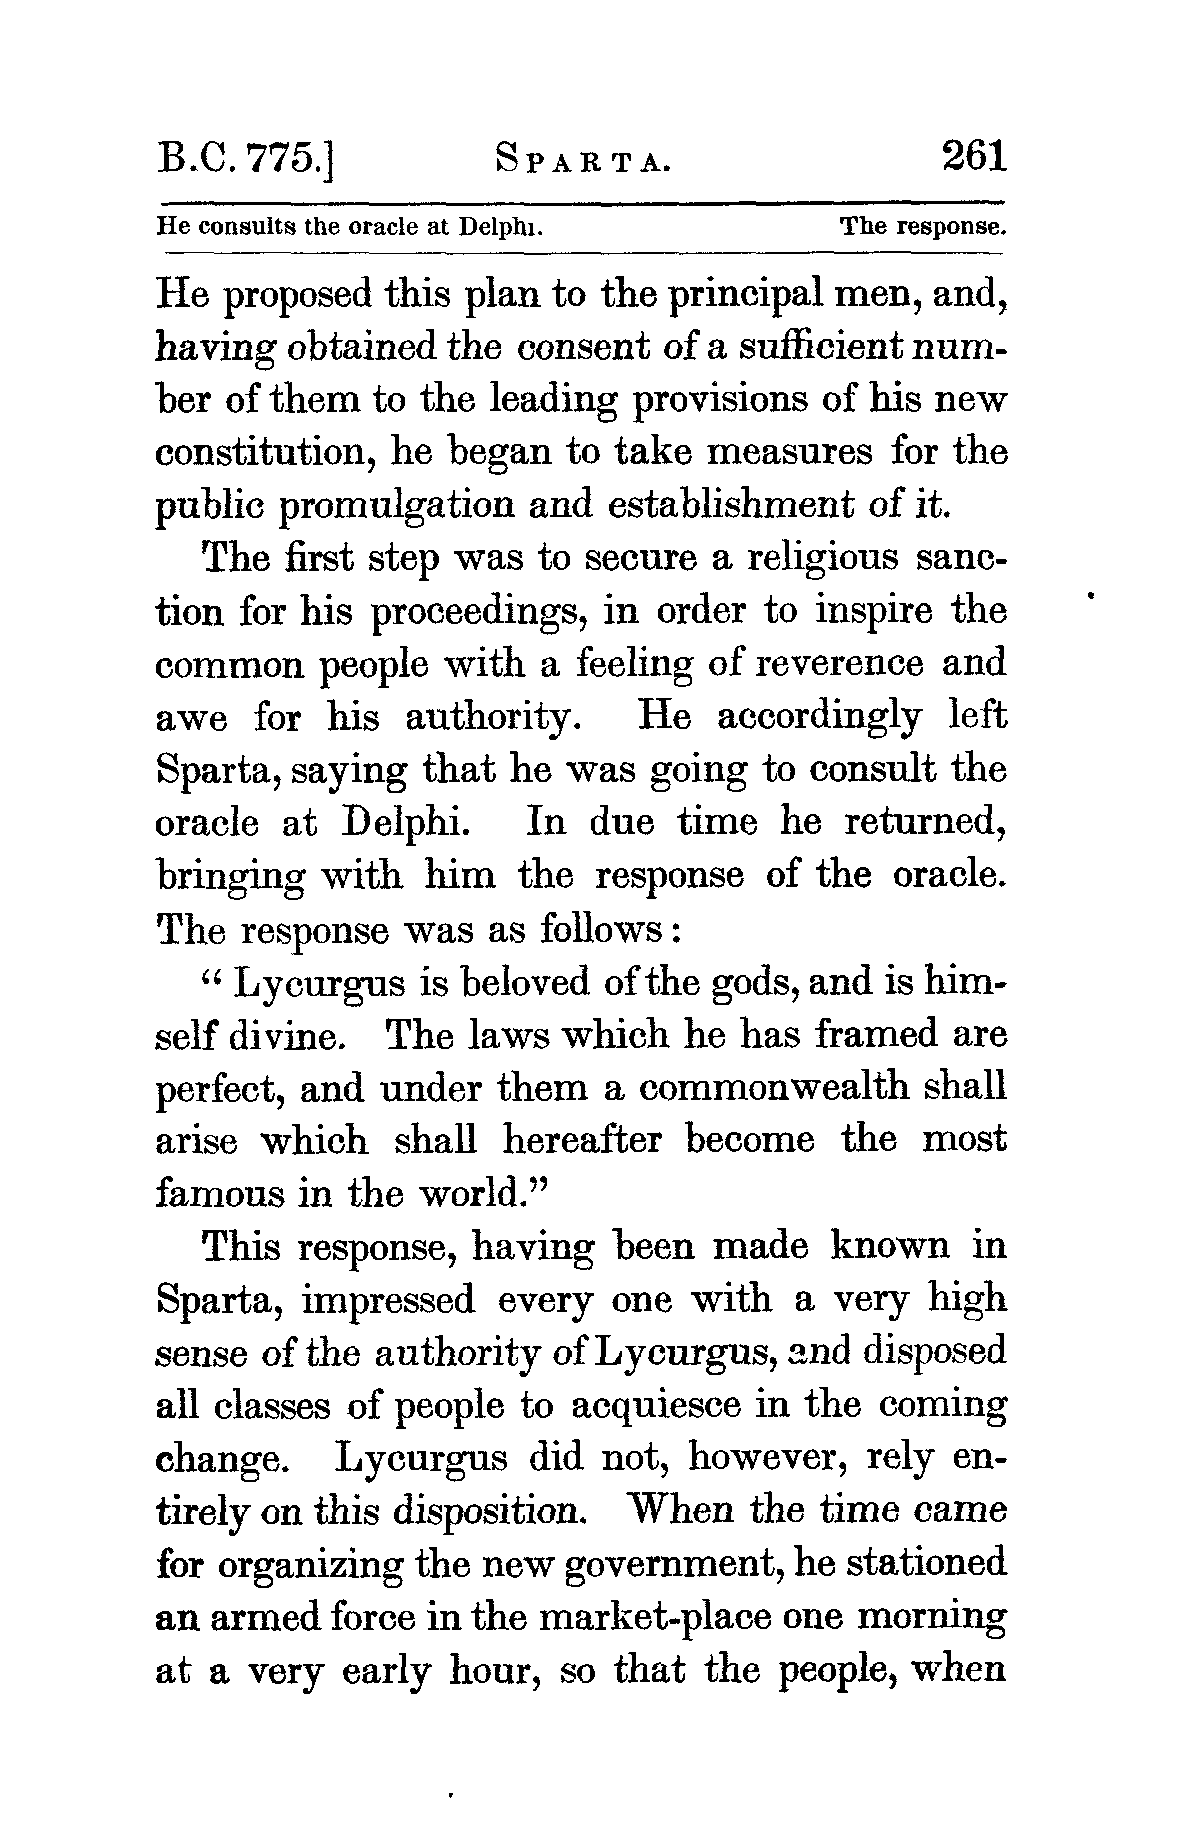 B.C. 775.] SPARTA. 261
He consults the oracle at Delphi. The response.
He proposed this plan to the principal men, and,
having obtained the consent of a sufficient num-
ber of them to the leading provisions of his new
constitution, he began to take measures for the
public promulgation and establishment of it.
The first step was to secure a religious sanc-
tion for his proceedings, in order to inspire the
common people with a feeling of reverence and
awe for his authority. He accordingly left
Sparta, saying that he was going to consult the
oracle at Delphi. In due time he returned,
bringing with him the response of the oracle.
The response was as follows:
“Lycurgus is beloved of the gods, and is him-
self divine. The laws which he has framed are
perfect, and under them a commonwealth shall
arise which shall hereafter become the most
famous in the world.”
This response, having been made known in
Sparta, impressed every one with a very high
sense of the authority of Lycurgus, and disposed
all classes of people to acquiesce in the coming
change. Lycurgus did not, however, rely en-
tirely on this disposition. When the time came
for organizing the new government, he stationed
an armed force in the market-place one morning
at a very early hour, so that the people, when